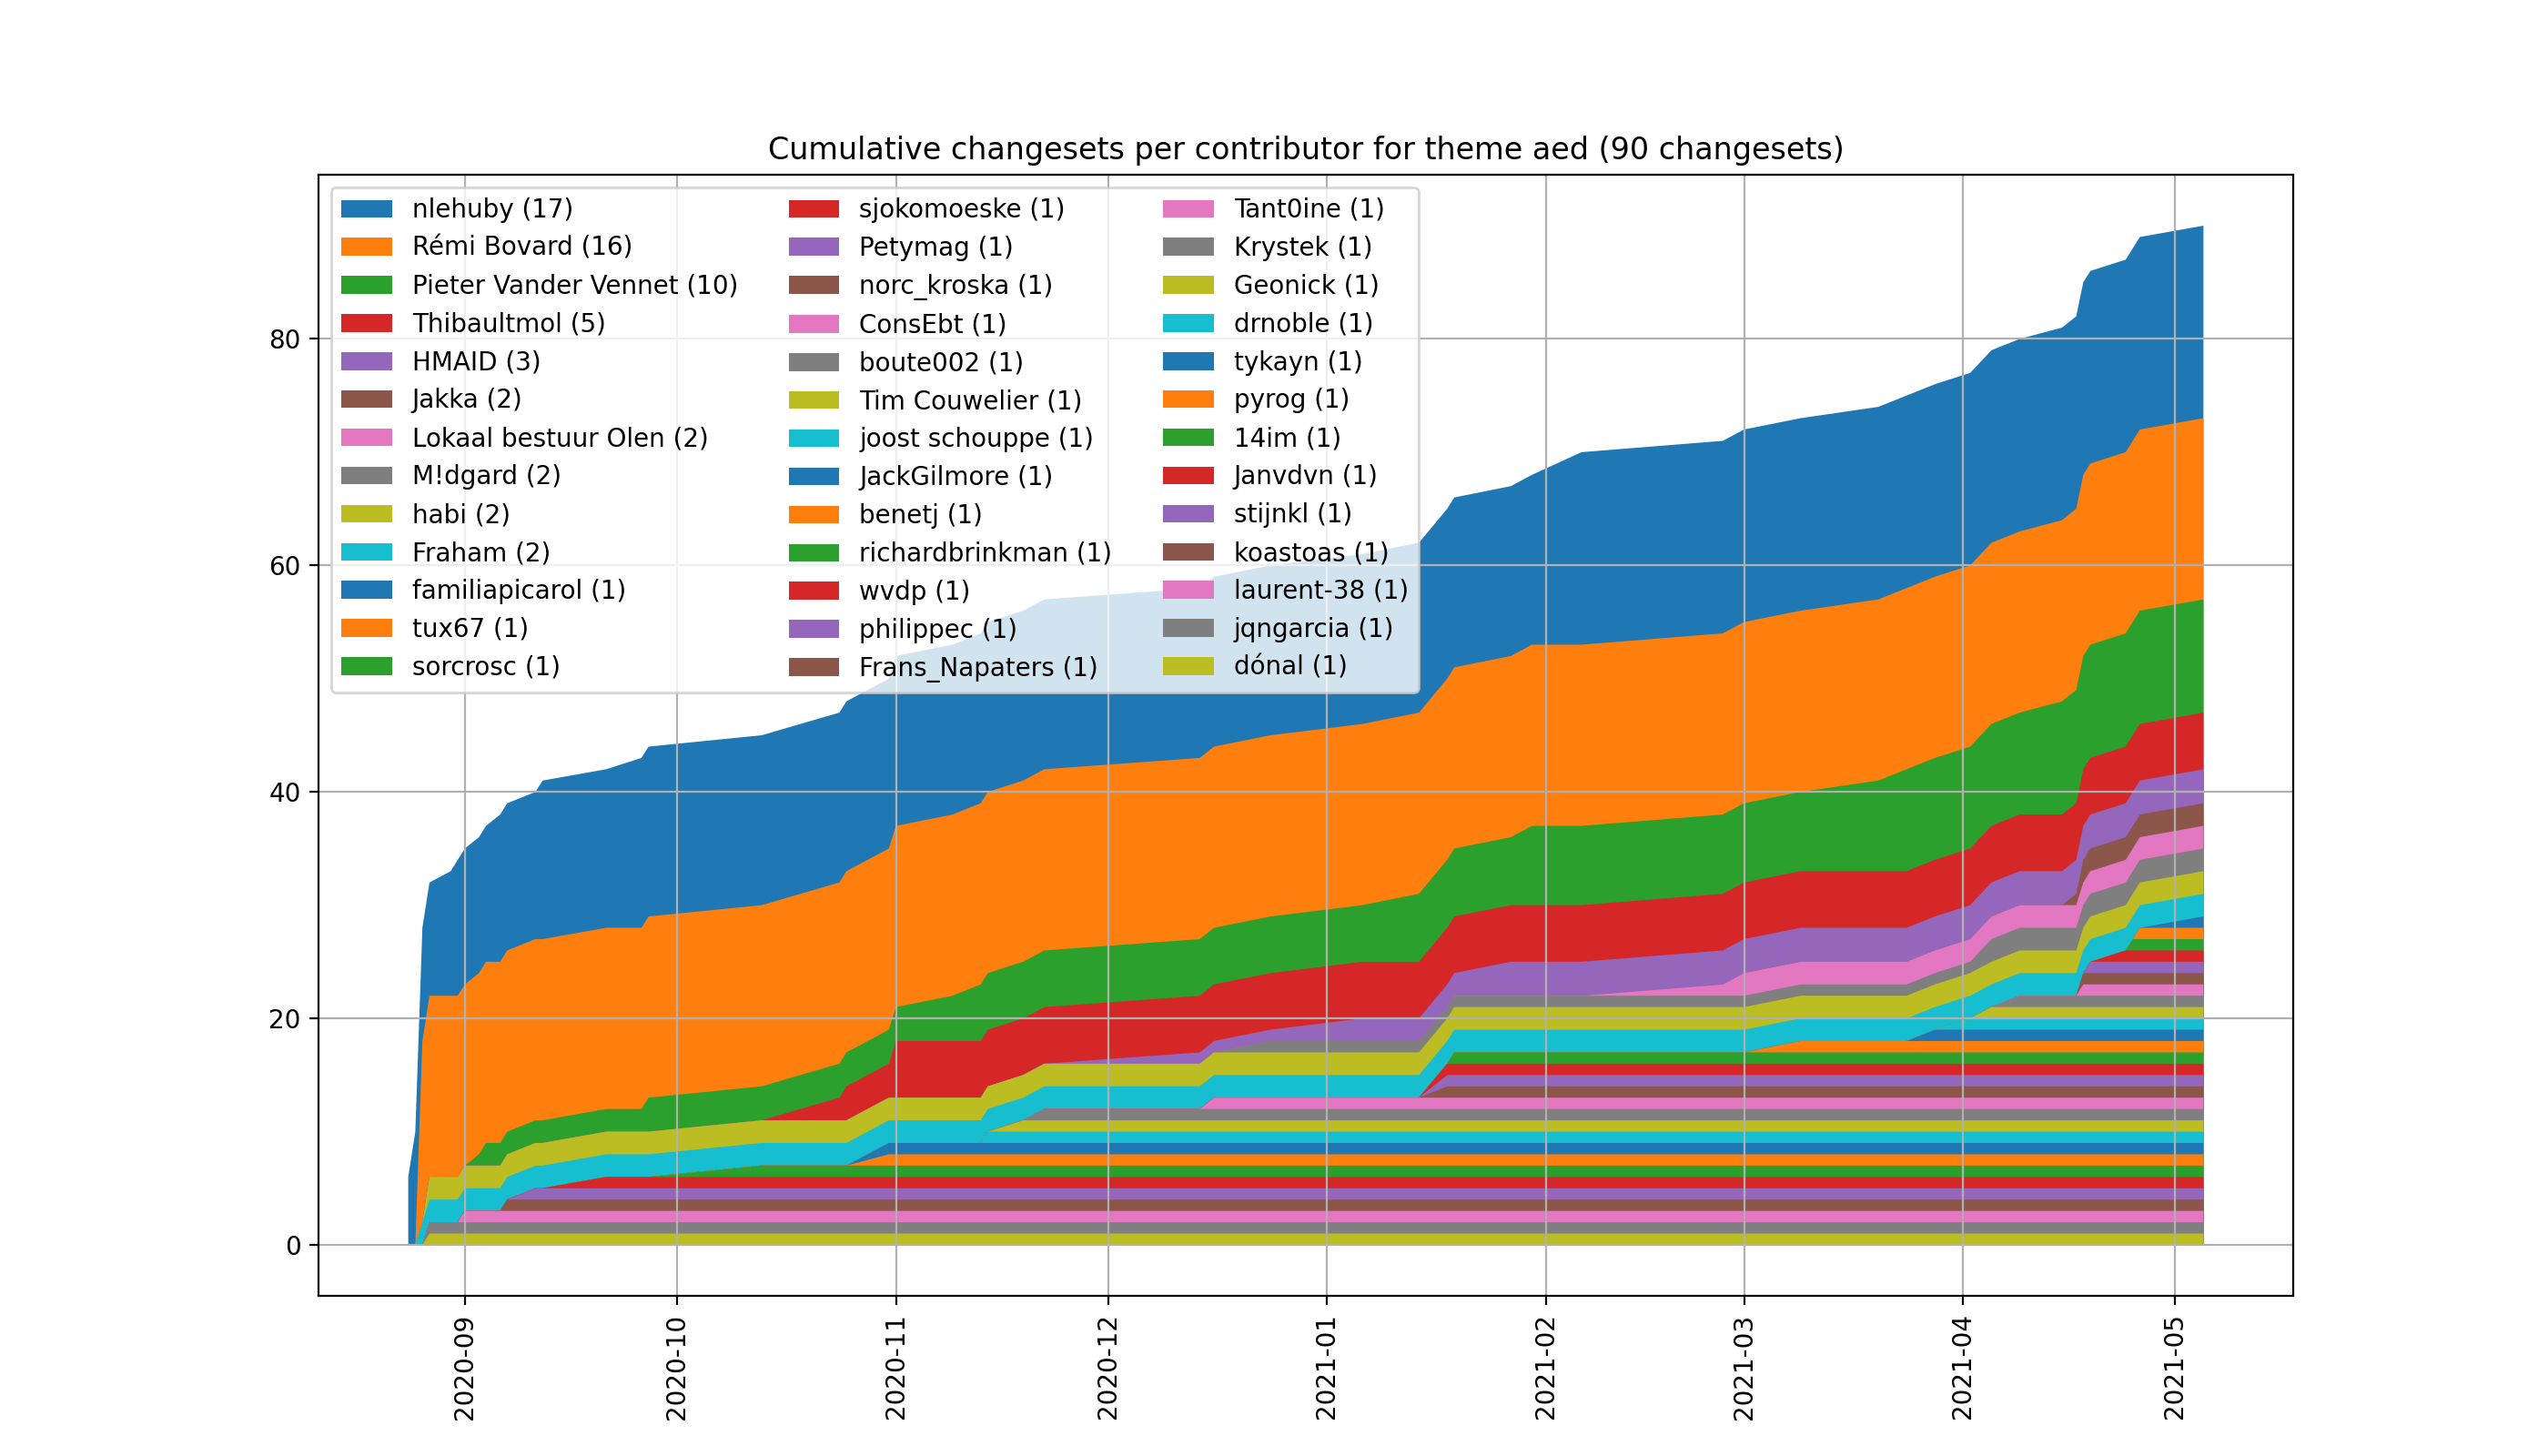 Cumulative changesets per contributor for theme aed (90 changesets)
nlehuby (17)
Rémi Bovard (16)
Pieter Vander Vennet (10)
Thibaultmol (5)
HMAID (3)
Jakka (2)
Lokaal bestuur Olen (2)
M!dgard (2)
habi (2)
Fraham (2)
familiapicarol (1)
tux67 (1)
sorcrosc (1)
sjokomoeske (1)
Petymag (1)
norc_kroska (1)
ConsEbt (1)
boute002 (1)
Tim Couwelier (1)
joost schouppe (1)
JackGilmore (1)
benetj (1)
richardbrinkman (1)
wvdp (1)
philippec (1)
Frans_Napaters (1)
Tant0ine (1)
Krystek (1)
Geonick (1)
drnoble (1)
tykayn (1)
pyrog (1)
14im (1)
Janvdvn (1)
stijnkl (1)
koastoas (1)
laurent-38 (1)
jqngarcia (1)
dónal (1)
80
60
40
20
0
2020-09
2020-10
2020-11
2020-12
2021-01
2021-02
2021-03
2021-04
2021-05